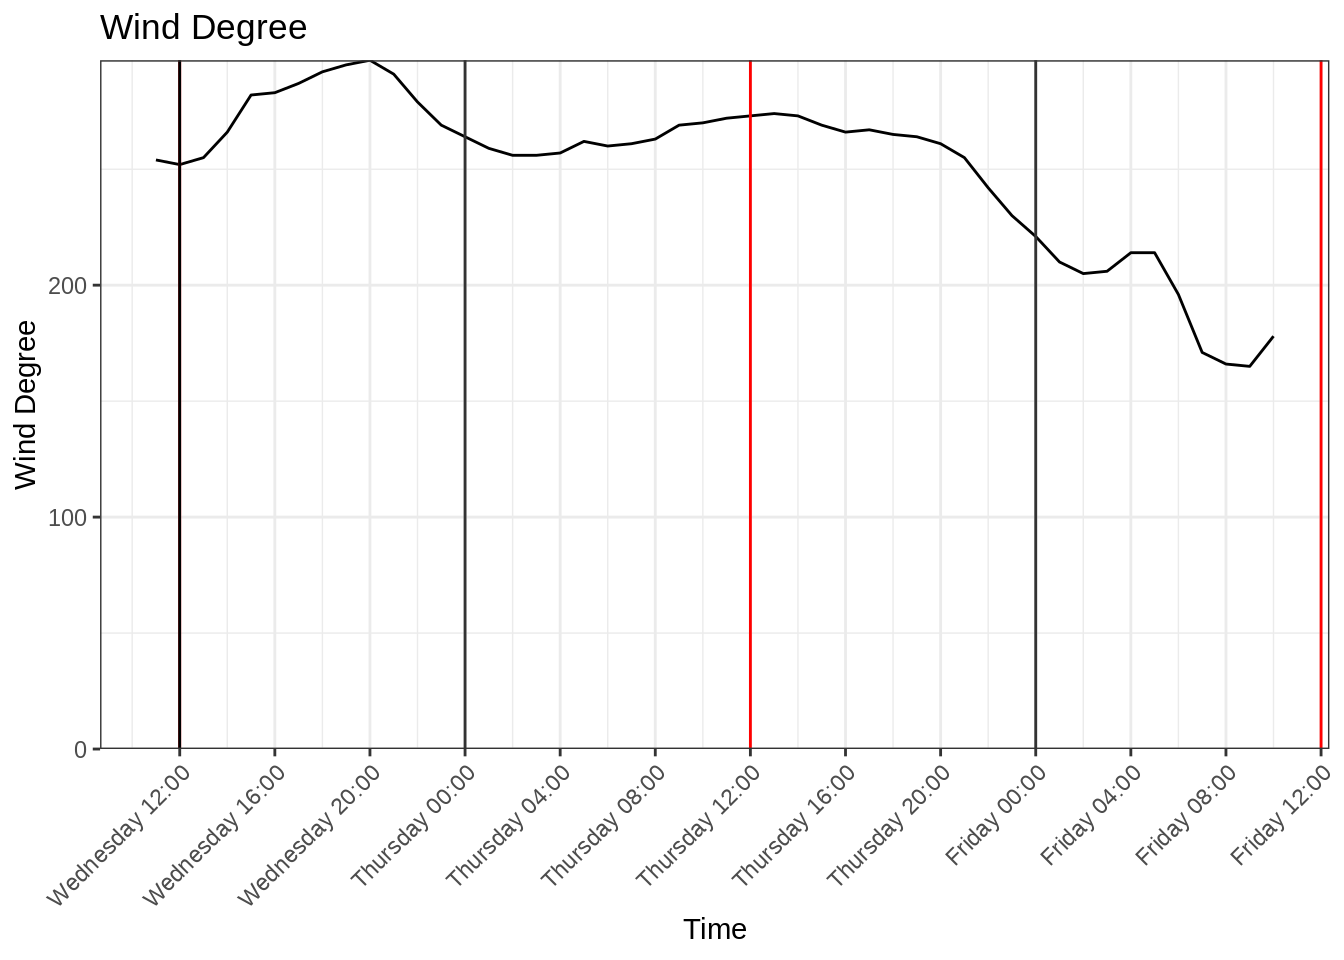 Wind Degree
Wind Degree
200
100
0
Wednesday 12:00
Wednesday 16:00
Wednesday 20:00
Thursday 00:00
Thursday 04:00
Thursday 08:00
Thursday 12:00
Thursday 16:00
Thursday 20:00
Friday 00:00
Friday 04:00
Friday 08:00
Friday 12:00
Time